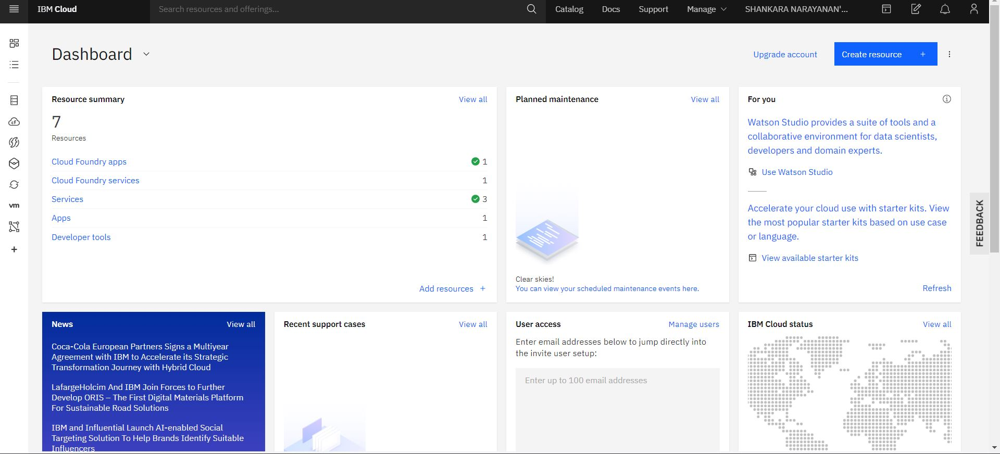 IBM Cloud
Search resources and offerings...
Catalog
Docs
Support
Manage
SHANKARA NARAYANAN'...
Dashboard
Upgrade account
Create resource +
Resource summary
View all
7
Resources
Cloud Foundry apps 1
Cloud Foundry services 1
Services 3
Apps 1
Developer tools 1
Add resources +
Planned maintenance
View all
Clear skies!
You can view your scheduled maintenance events here.
For you
Watson Studio provides a suite of tools and a
collaborative environment for data scientists,
developers and domain experts.
Use Watson Studio
Accelerate your cloud use with starter kits. View
the most popular starter kits based on use case
or language.
View available starter kits
Refresh
FEEDBACK
cf
vm
News
View all
Coca-Cola European Partners Signs a Multiyear
Agreement with IBM to Accelerate its Strategic
Transformation Journey with Hybrid Cloud
LafargeHolcim And IBM Join Forces to Further
Develop ORIS – The First Digital Materials Platform
For Sustainable Road Solutions
IBM and Influential Launch AI-enabled Social
Targeting Solution To Help Brands Identify Suitable
Influencers
Recent support cases
View all
User access
Manage users
Enter email addresses below to jump directly into
the invite user setup:
Enter up to 100 email addresses
IBM Cloud status
View all